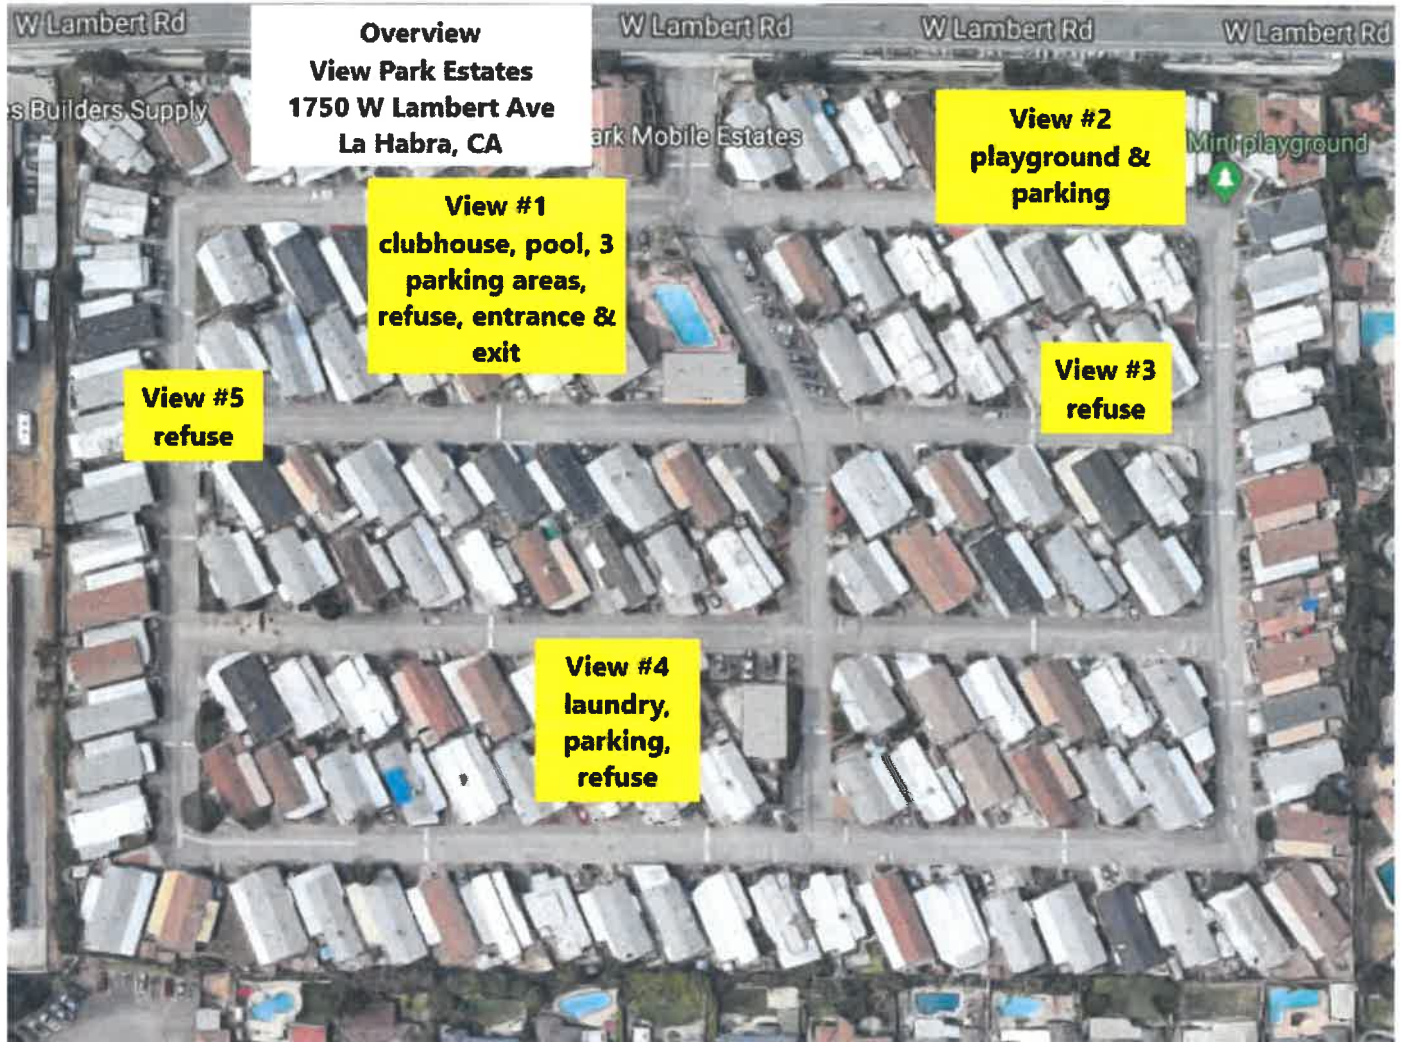 W Lambert Rd
W Lambert Rd
W Lambert Rd
W Lambert Rd
Overview
View Park Estates
1750 W Lambert Ave
La Habra, CA
s Builders Supply
ark Mobile Estates
View #2
playground &
parking
Mini playground
View #1
clubhouse, pool, 3
parking areas,
refuse, entrance &
exit
View #3
refuse
View #5
refuse
View #4
laundry,
parking,
refuse